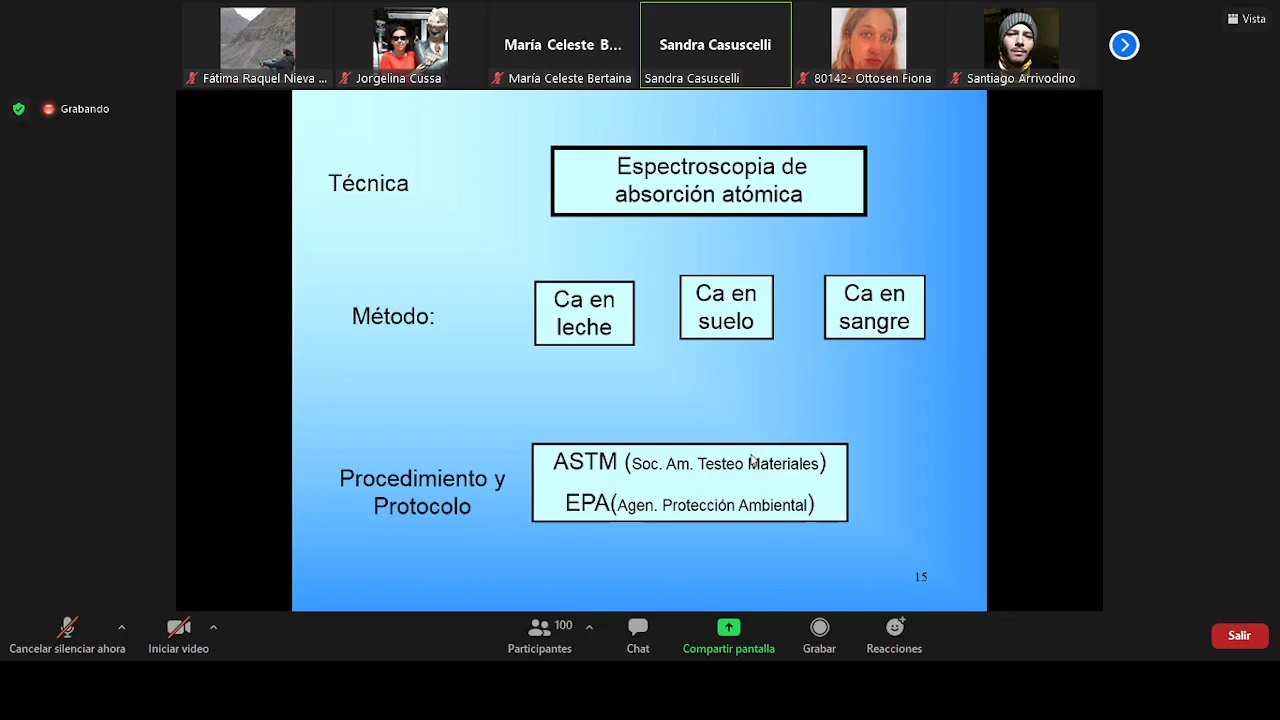 María Celeste B...
Sandra Casuscelli
Vista
Fátima Raquel Nieva ...
Jorgelina Cussa
María Celeste Bertaina
Sandra Casuscelli
80142- Ottosen Fiona
Santiago Arrivodino
Grabando
Técnica
Espectroscopia de
absorción atómica
Método:
Ca en
leche
Ca en
suelo
Ca en
sangre
Procedimiento y
Protocolo
ASTM (Soc. Am. Testeo Materiales)
EPA(Agen. Protección Ambiental)
15
Cancelar silenciar ahora
Iniciar video
100
Participantes
Chat
Compartir pantalla
Grabar
Reacciones
Salir